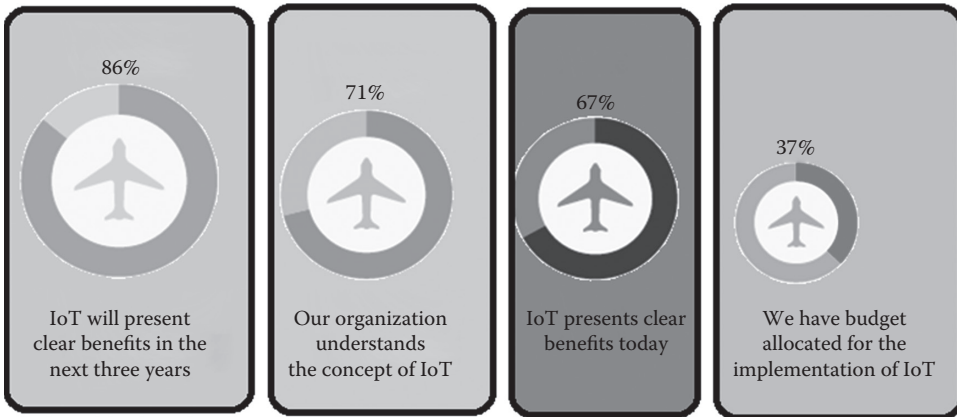 86%
IoT will present
clear benefits in the
next three years
71%
Our organization
understands
the concept of IoT
67%
IoT presents clear
benefits today
37%
We have budget
allocated for the
implementation of IoT